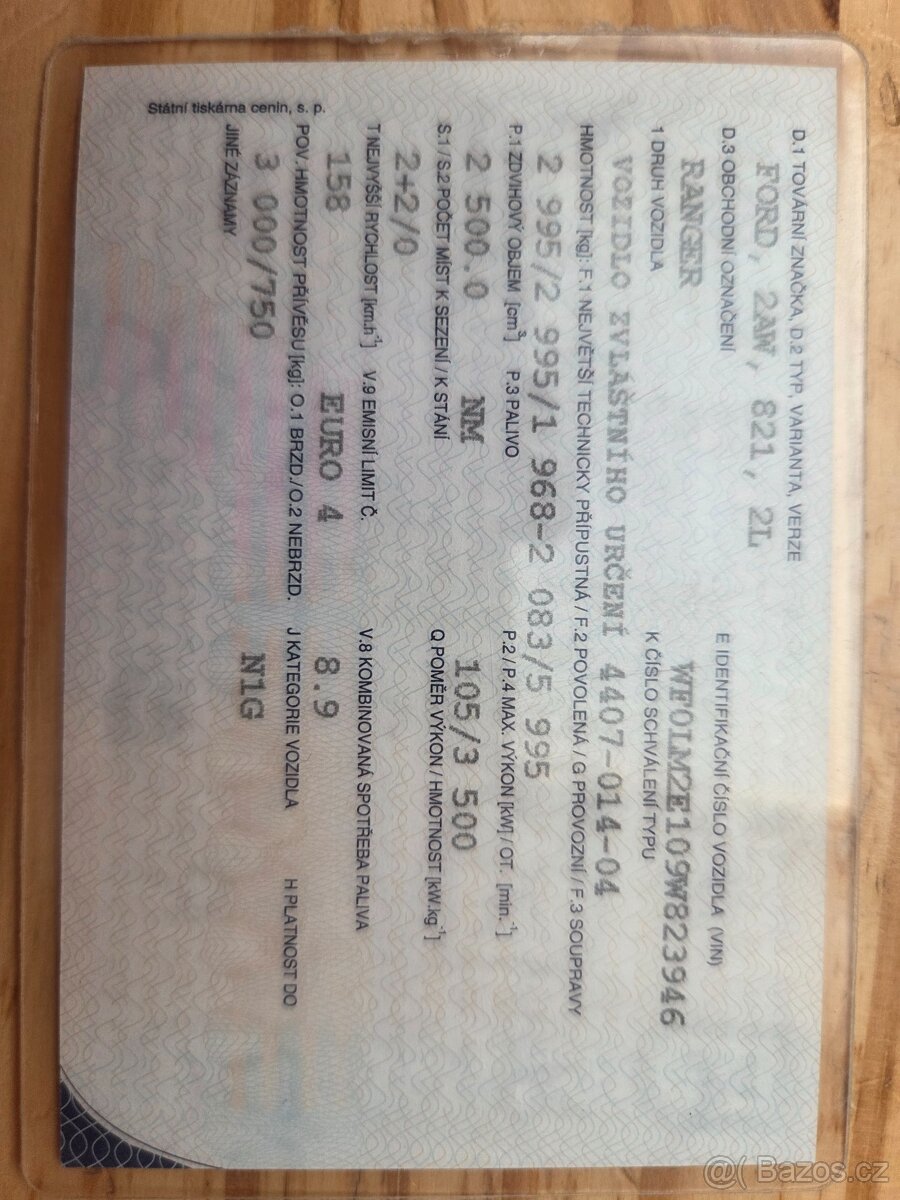 D.1 TOVÁRNÍ ZNAČKA, D.2 TYP, VARIANTA, VERZE
FORD, 2AW, 821, 2L
D.3 OBCHODNÍ OZNAČENÍ E IDENTIFIKAČNÍ ČÍSLO VOZIDLA (VIN)
RANGER WF0LM2E109W823946
1 DRUH VOZIDLA K ČÍSLO SCHVÁLENÍ TYPU
VOZIDLO ZVLÁŠTNÍHO URČENÍ 4407-014-04
HMOTNOST [kg]: F.1 NEJVĚTŠÍ TECHNICKY PŘÍPUSTNÁ / F.2 POVOLENÁ / G PROVOZNÍ / F.3 SOUPRAVY
2 995/2 995/1 968-2 083/5 995
P.1 ZDVIHOVÝ OBJEM [cm³] P.3 PALIVO P.2 / P.4 MAX. VÝKON [kW] / OT. [min.⁻¹]
2 500.0 NM 105/3 500
S.1 / S.2 POČET MÍST K SEZENÍ / K STÁNÍ Q POMĚR VÝKON / HMOTNOST [kW.kg⁻¹]
2+2/0
T NEJVYŠŠÍ RYCHLOST [km.h⁻¹] V.9 EMISNÍ LIMIT Č. V.8 KOMBINOVANÁ SPOTŘEBA PALIVA
158 EURO 4 8.9
POV. HMOTNOST PŘÍVĚSU [kg]: O.1 BRZD./O.2 NEBRZD. J KATEGORIE VOZIDLA H PLATNOST DO
3 000/750 N1G
JINÉ ZÁZNAMY
Státní tiskárna cenin, s. p.
@( Bazos.cz